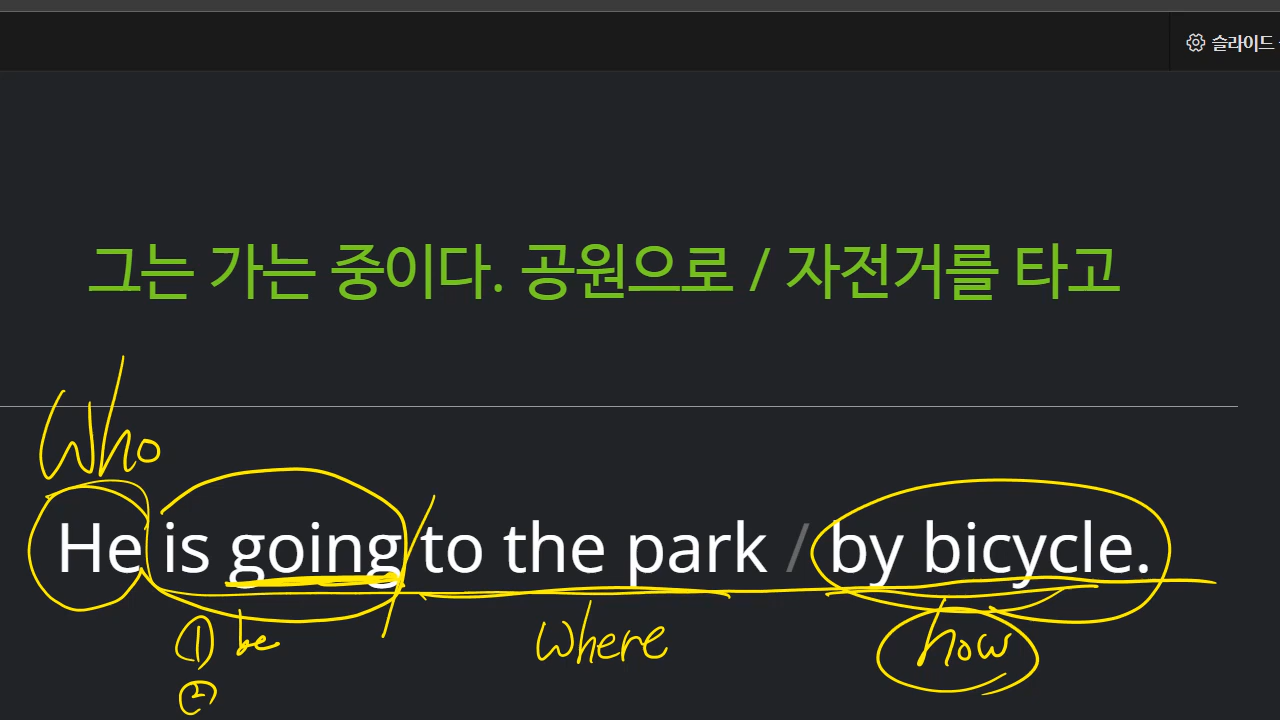 슬라이드
그는 가는 중이다. 공원으로 / 자전거를 타고
Who
He is going to the park / by bicycle.
① be where how
②